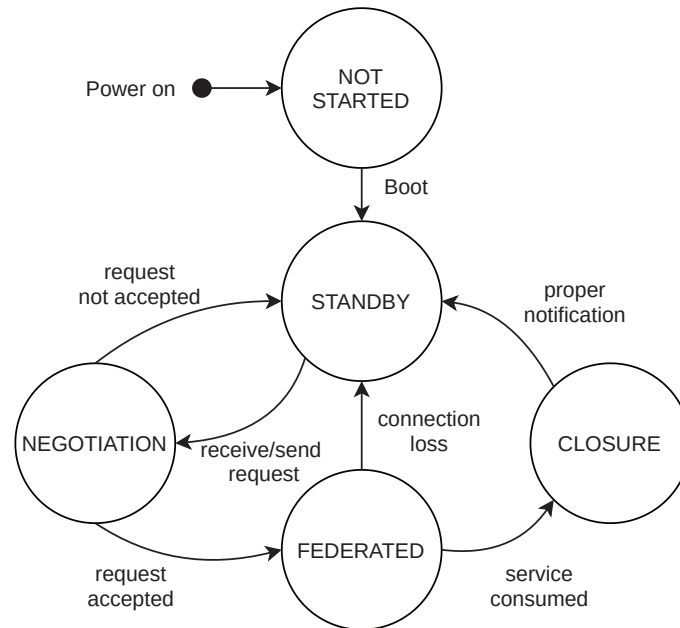 NOT
STARTED
Power on
Boot
request
not accepted
STANDBY
proper
notification
NEGOTIATION
receive/send
request
connection
loss
CLOSURE
FEDERATED
request
accepted
service
consumed